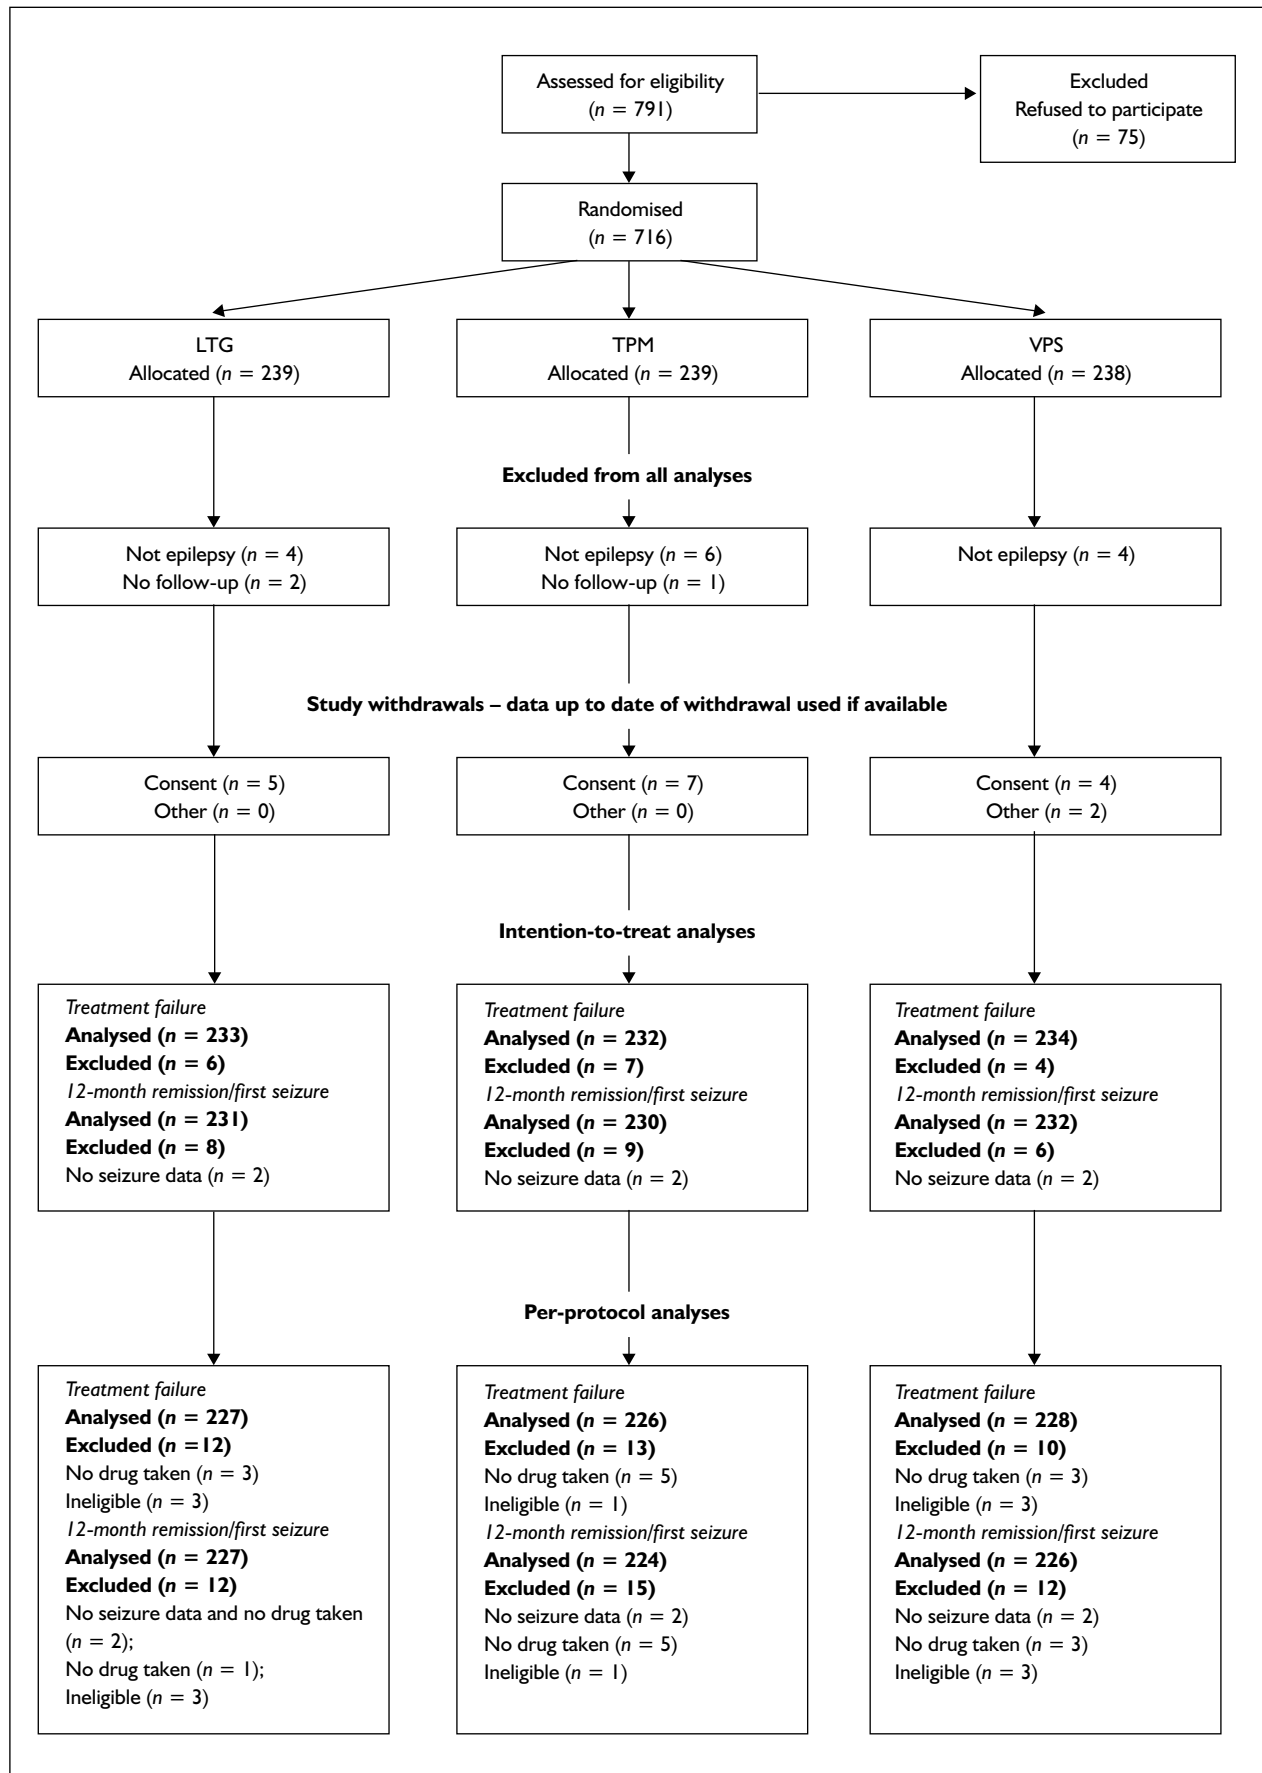 Assessed for eligibility
(n = 791)
Excluded
Refused to participate
(n = 75)
Randomised
(n = 716)
LTG
Allocated (n = 239)
TPM
Allocated (n = 239)
VPS
Allocated (n = 238)
Excluded from all analyses
Not epilepsy (n = 4)
No follow-up (n = 2)
Not epilepsy (n = 6)
No follow-up (n = 1)
Not epilepsy (n = 4)
Study withdrawals – data up to date of withdrawal used if available
Consent (n = 5)
Other (n = 0)
Consent (n = 7)
Other (n = 0)
Consent (n = 4)
Other (n = 2)
Intention-to-treat analyses
Treatment failure
Analysed (n = 233)
Excluded (n = 6)
12-month remission/first seizure
Analysed (n = 231)
Excluded (n = 8)
No seizure data (n = 2)
Treatment failure
Analysed (n = 232)
Excluded (n = 7)
12-month remission/first seizure
Analysed (n = 230)
Excluded (n = 9)
No seizure data (n = 2)
Treatment failure
Analysed (n = 234)
Excluded (n = 4)
12-month remission/first seizure
Analysed (n = 232)
Excluded (n = 6)
No seizure data (n = 2)
Per-protocol analyses
Treatment failure
Analysed (n = 227)
Excluded (n =12)
No drug taken (n = 3)
Ineligible (n = 3)
12-month remission/first seizure
Analysed (n = 227)
Excluded (n = 12)
No seizure data and no drug taken
(n = 2);
No drug taken (n = 1);
Ineligible (n = 3)
Treatment failure
Analysed (n = 226)
Excluded (n = 13)
No drug taken (n = 5)
Ineligible (n = 1)
12-month remission/first seizure
Analysed (n = 224)
Excluded (n = 15)
No seizure data (n = 2)
No drug taken (n = 5)
Ineligible (n = 1)
Treatment failure
Analysed (n = 228)
Excluded (n = 10)
No drug taken (n = 3)
Ineligible (n = 3)
12-month remission/first seizure
Analysed (n = 226)
Excluded (n = 12)
No seizure data (n = 2)
No drug taken (n = 3)
Ineligible (n = 3)